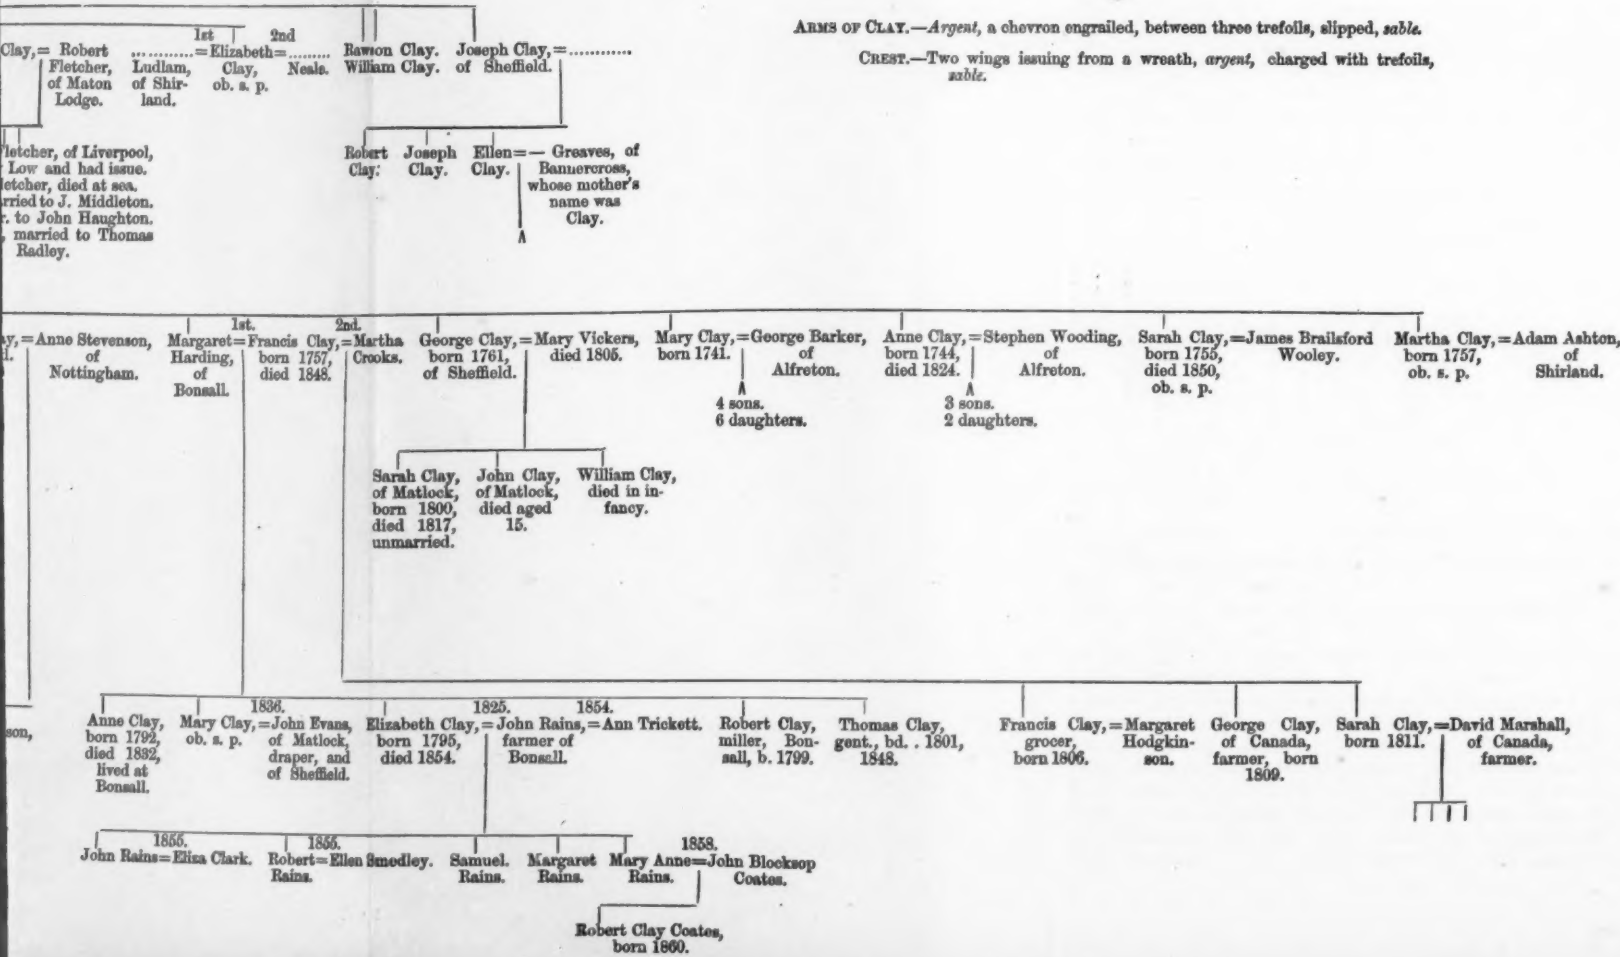 ARMS OF CLAY.—Argent, a chevron engrailed, between three trefoils, slipped, sable.
CREST.—Two wings issuing from a wreath, argent, charged with trefoils,
sable.
1st 2nd
Clay,= Robert
Fletcher,
of Maton
Lodge.
............=Elizabeth=.........
Ludlam, Clay, Neale.
of Shir- ob. s. p.
land.
Rawson Clay.
William Clay.
Joseph Clay,=.............
of Sheffield.
letcher, of Liverpool,
Low and had issue.
letcher, died at sea.
rried to J. Middleton.
r. to John Haughton.
, married to Thomas
Radley.
Robert
Clay.
Joseph
Clay.
Ellen=— Greaves, of
Clay. Bannercross,
whose mother's
name was
Clay.
y,=Anne Stevenson,
of
Nottingham.
1st. 2nd.
Margaret=Francis Clay,=Martha
Harding, born 1757, Crooks.
of died 1848.
Bonsall.
George Clay,=Mary Vickers,
born 1761, died 1805.
of Sheffield.
Mary Clay,=George Barker,
born 1741. of
Alfreton.
4 sons.
6 daughters.
Anne Clay,=Stephen Wooding,
born 1744, of
died 1824. Alfreton.
3 sons.
2 daughters.
Sarah Clay,=James Brailsford
born 1755, Wooley.
died 1850,
ob. s. p.
Martha Clay,=Adam Ashton,
born 1757, of
ob. s. p. Shirland.
Sarah Clay,
of Matlock,
born 1800,
died 1817,
unmarried.
John Clay,
of Matlock,
died aged
15.
William Clay,
died in in-
fancy.
son,
Anne Clay,
born 1792,
died 1832,
lived at
Bonsall.
1836.
Mary Clay,=John Evans,
ob. s. p. of Matlock,
draper, and
of Sheffield.
1825. 1854.
Elizabeth Clay,=John Rains,=Ann Trickett.
born 1795, farmer of
died 1854. Bonsall.
Robert Clay,
miller, Bon-
sall, b. 1799.
Thomas Clay,
gent., bd. . 1801,
1848.
Francis Clay,=Margaret
grocer, Hodgkin-
born 1806. son.
George Clay,
of Canada,
farmer, born
1809.
Sarah Clay,=David Marshall,
born 1811. of Canada,
farmer.
1855.
John Rains=Eliza Clark.
1855.
Robert=Ellen Smedley.
Rains.
Samuel.
Rains.
Margaret
Rains.
1858.
Mary Anne=John Blocksop
Rains. Coates.
Robert Clay Coates,
born 1860.